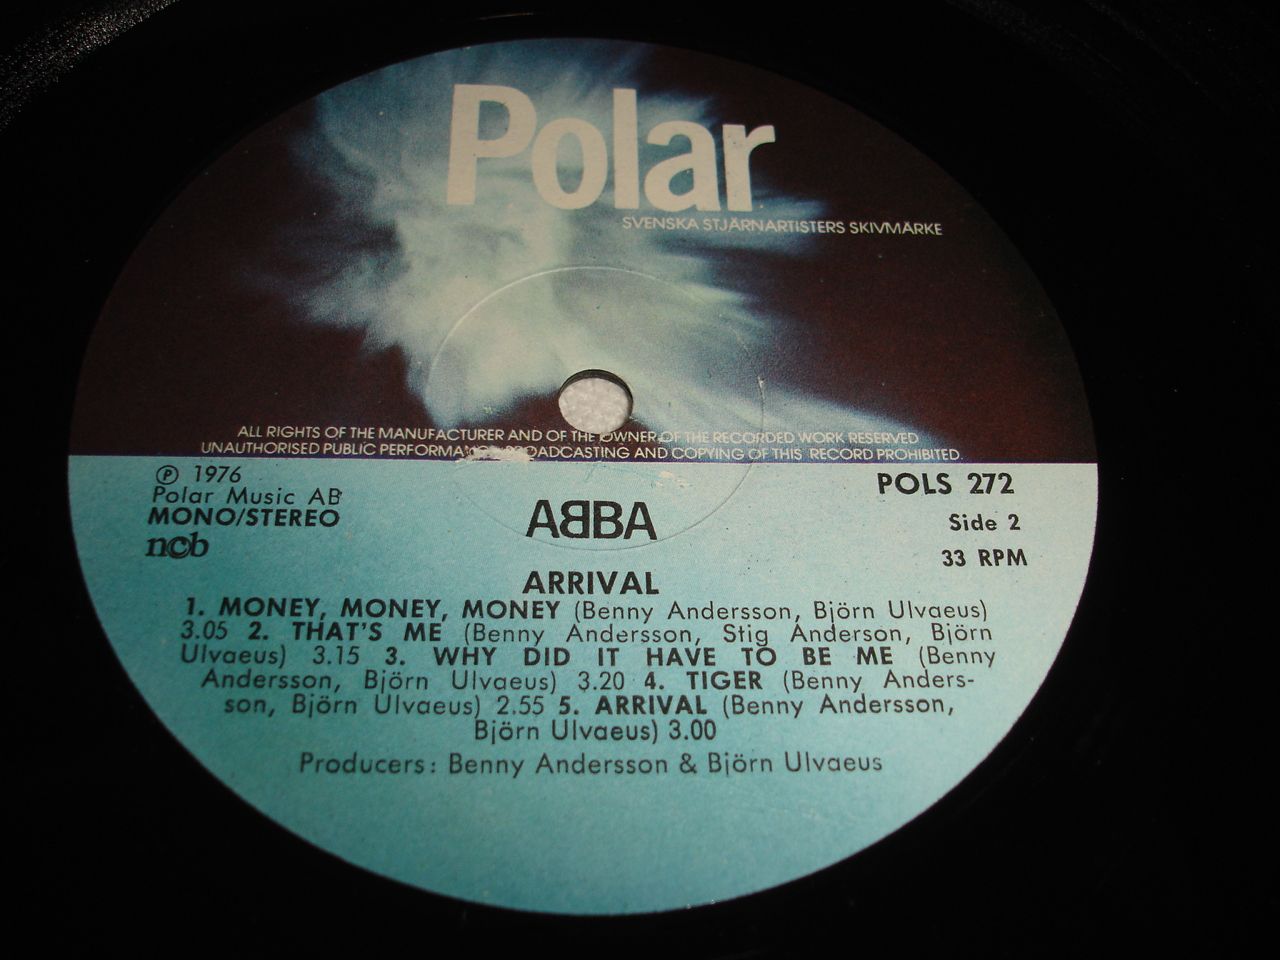 Polar
SVENSKA STJÄRNARTISTERS SKIVMÄRKE
ALL RIGHTS OF THE MANUFACTURER AND OF THE OWNER OF THE RECORDED WORK RESERVED
UNAUTHORISED PUBLIC BROADCASTING AND COPYING OF THIS RECORD PROHIBITED.
℗ 1976
Polar Music AB
MONO/STEREO
ncb
ABBA
POLS 272
Side 2
33 RPM
ARRIVAL
1. MONEY, MONEY, MONEY (Benny Andersson, Björn Ulvaeus)
3.05 2. THAT'S ME (Benny Andersson, Stig Anderson, Björn
Ulvaeus) 3.15 3. WHY DID IT HAVE TO BE ME (Benny
Andersson, Björn Ulvaeus) 3.20 4. TIGER (Benny Anders-
son, Björn Ulvaeus) 2.55 5. ARRIVAL (Benny Andersson,
Björn Ulvaeus) 3.00
Producers: Benny Andersson & Björn Ulvaeus